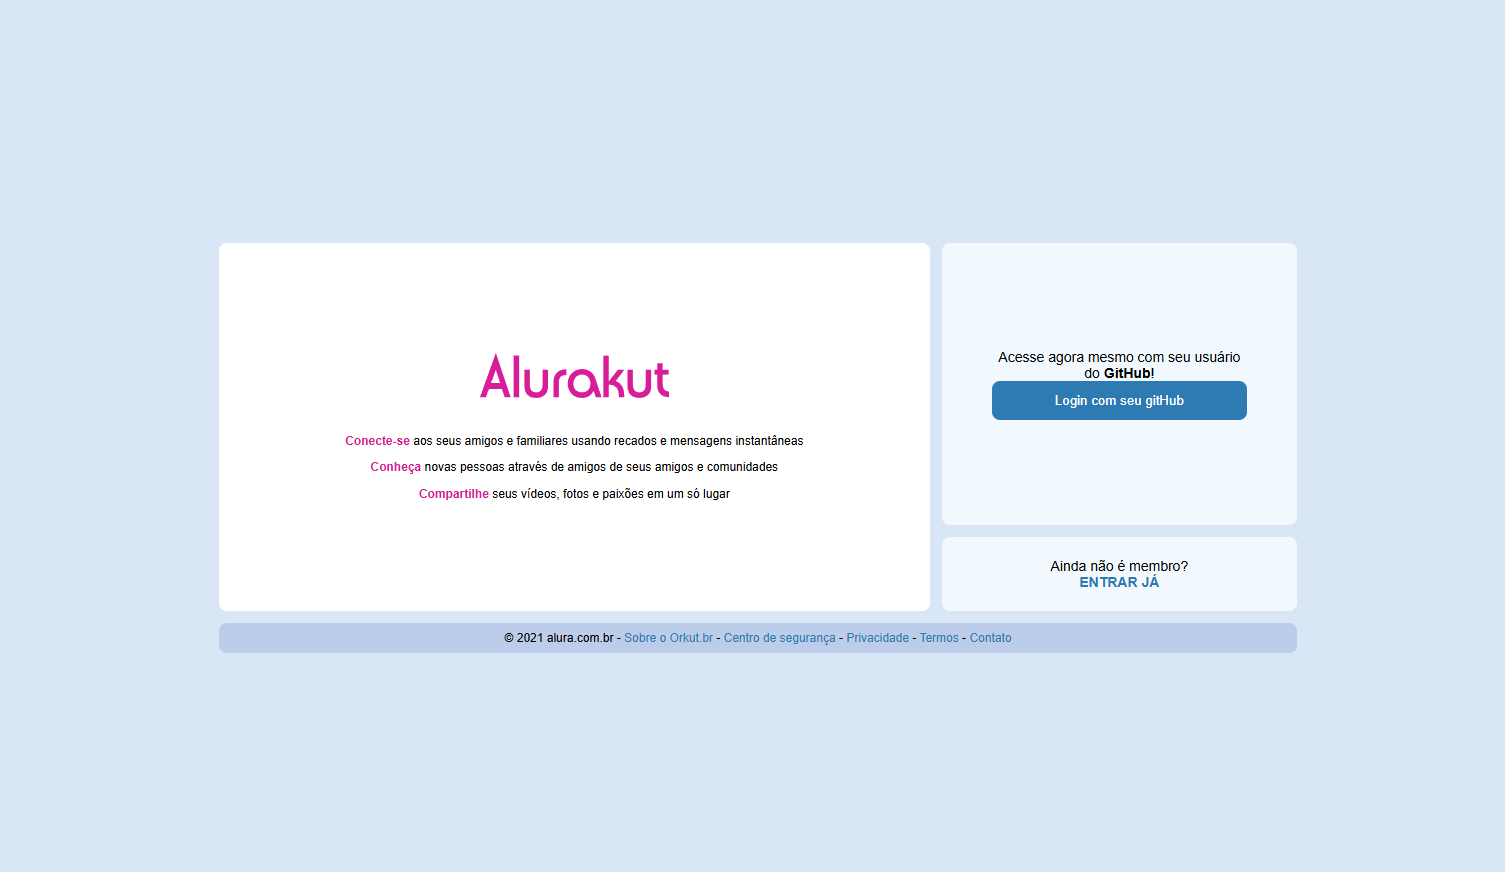 Alurakut
Conecte-se aos seus amigos e familiares usando recados e mensagens instantâneas
Conheça novas pessoas através de amigos de seus amigos e comunidades
Compartilhe seus vídeos, fotos e paixões em um só lugar
Acesse agora mesmo com seu usuário
do GitHub!
Login com seu gitHub
Ainda não é membro?
ENTRAR JÁ
© 2021 alura.com.br - Sobre o Orkut.br - Centro de segurança - Privacidade - Termos - Contato